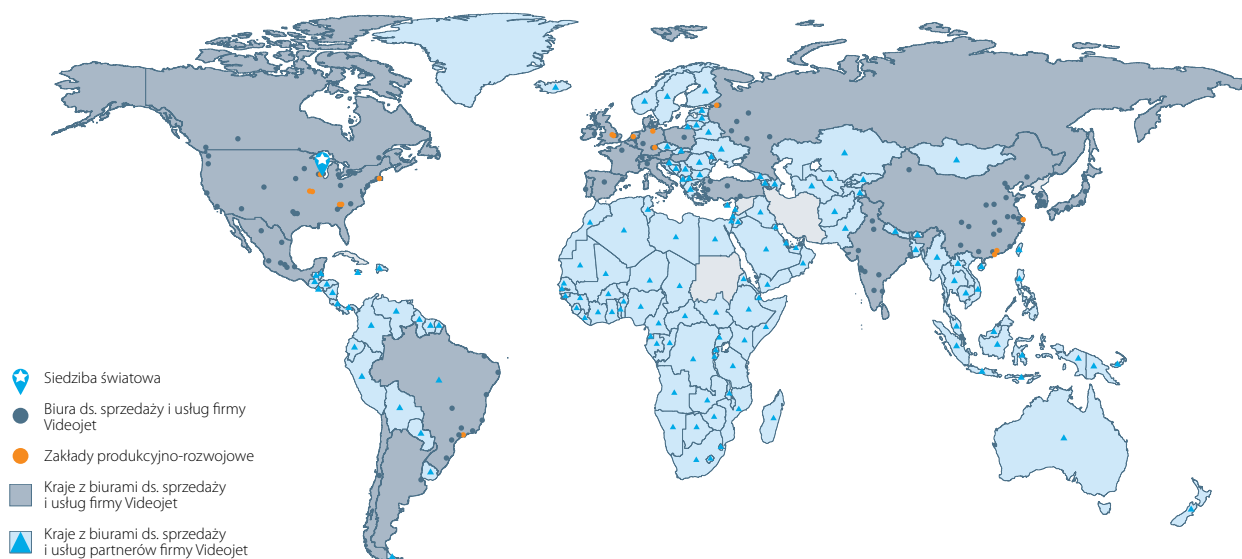 Siedziba światowa
Biura ds. sprzedaży i usług firmy
Videojet
Zakłady produkcyjno-rozwojowe
Kraje z biurami ds. sprzedaży
i usług firmy Videojet
Kraje z biurami ds. sprzedaży
i usług partnerów firmy Videojet